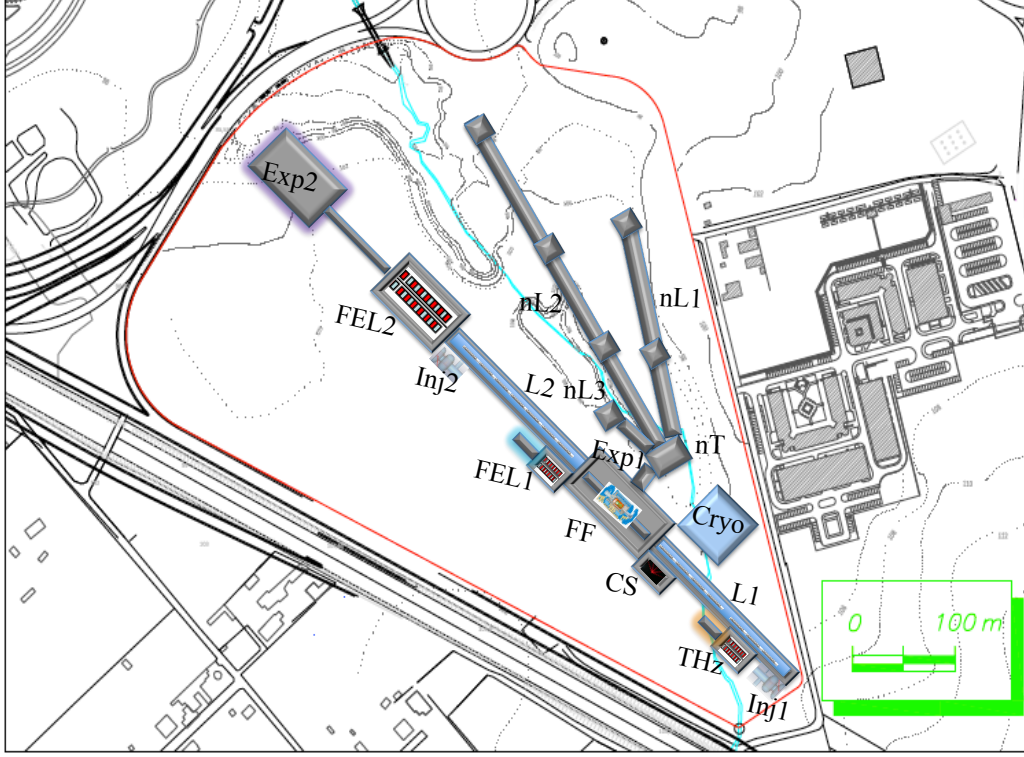 Exp2
FEL2
Inj2
nL2
nL1
L2
nL3
Exp1
nT
FEL1
FF
Cryo
CS
L1
THz
Inj1
0 100 m